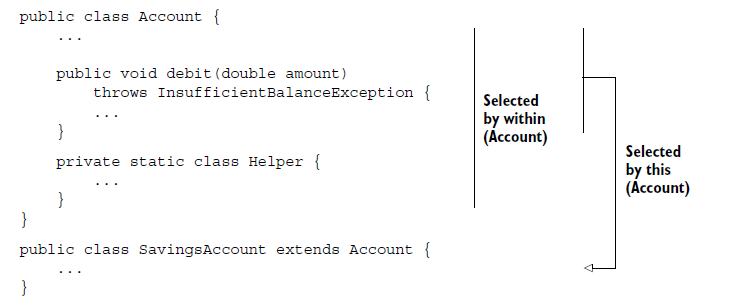 public class Account {
...
public void debit(double amount)
throws InsufficientBalanceException {
...
}
private static class Helper {
...
}
}
public class SavingsAccount extends Account {
...
}
Selected
by within
(Account)
Selected
by this
(Account)